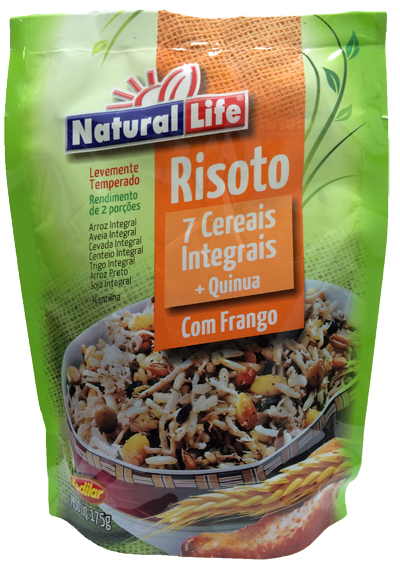 Natural Life®
Risoto
7 Cereais
Integrais
+ Quinua
Com Frango
Levemente
Temperado
Rendimento
de 2 porções
Arroz Integral
Aveia Integral
Cevada Integral
Centeio Integral
Trigo Integral
Arroz Preto
Soja Integral
Lentilha
175g